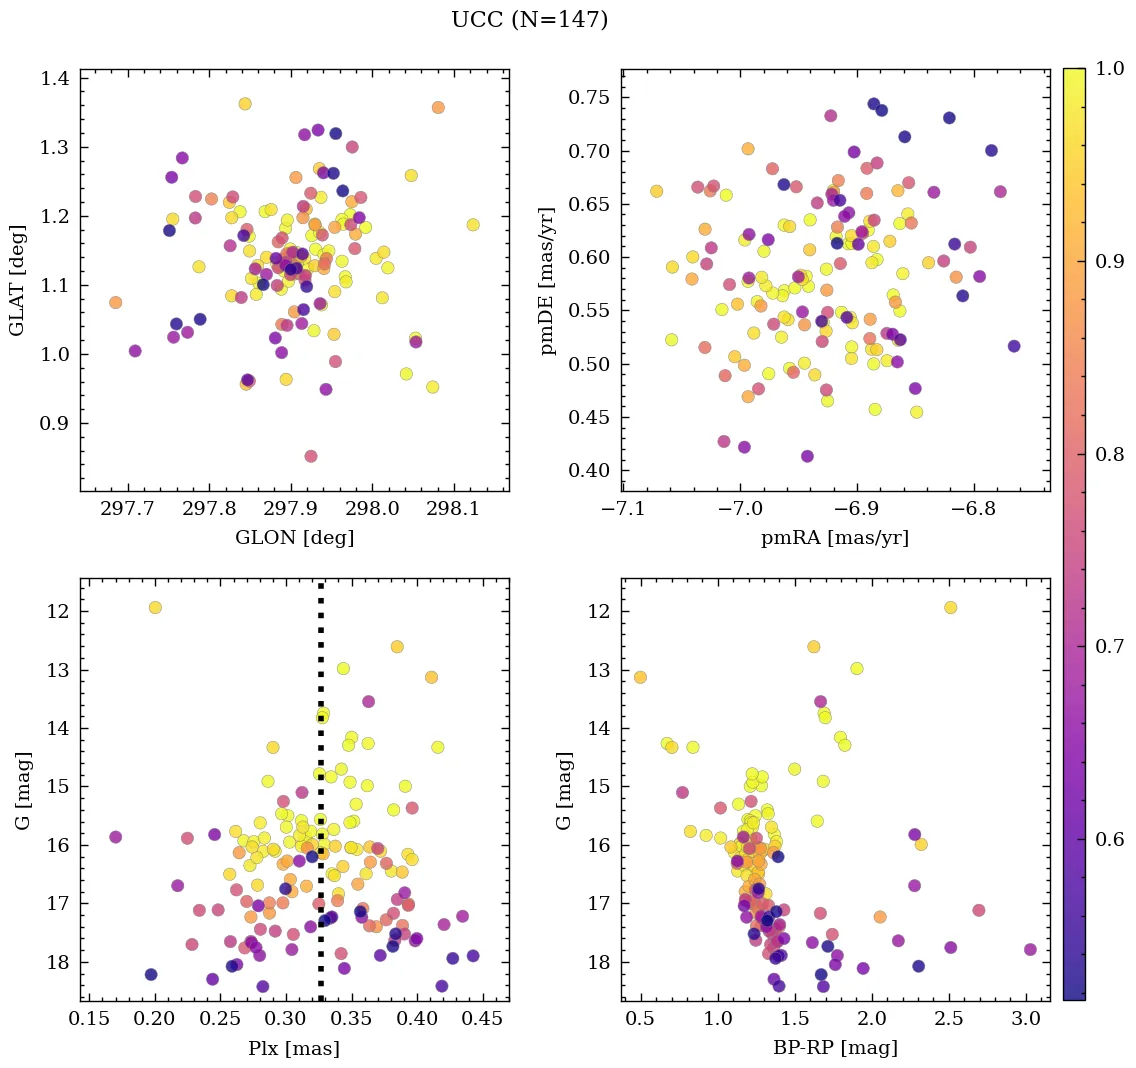 UCC (N=147)
1.4
1.3
1.2
1.1
1.0
0.9
GLAT [deg]
297.7 297.8 297.9 298.0 298.1
GLON [deg]
0.75
0.70
0.65
0.60
0.55
0.50
0.45
0.40
pmDE [mas/yr]
−7.1 −7.0 −6.9 −6.8
pmRA [mas/yr]
12
13
14
15
16
17
18
G [mag]
0.15 0.20 0.25 0.30 0.35 0.40 0.45
Plx [mas]
12
13
14
15
16
17
18
G [mag]
0.5 1.0 1.5 2.0 2.5 3.0
BP-RP [mag]
1.0
0.9
0.8
0.7
0.6